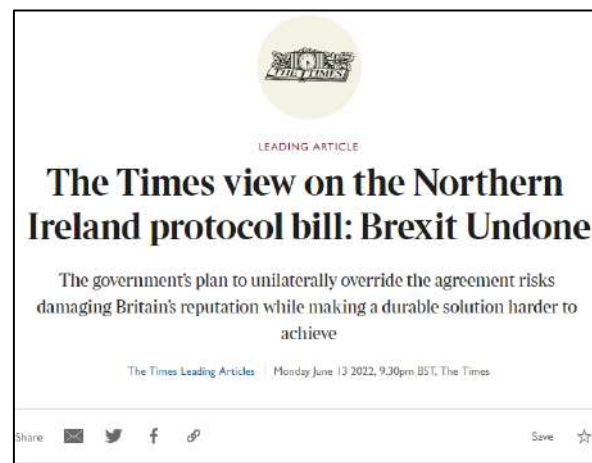 THE TIMES
LEADING ARTICLE
The Times view on the Northern
Ireland protocol bill: Brexit Undone
The government's plan to unilaterally override the agreement risks
damaging Britain's reputation while making a durable solution harder to
achieve
The Times Leading Articles | Monday June 13 2022, 9.30pm BST, The Times
Share Save